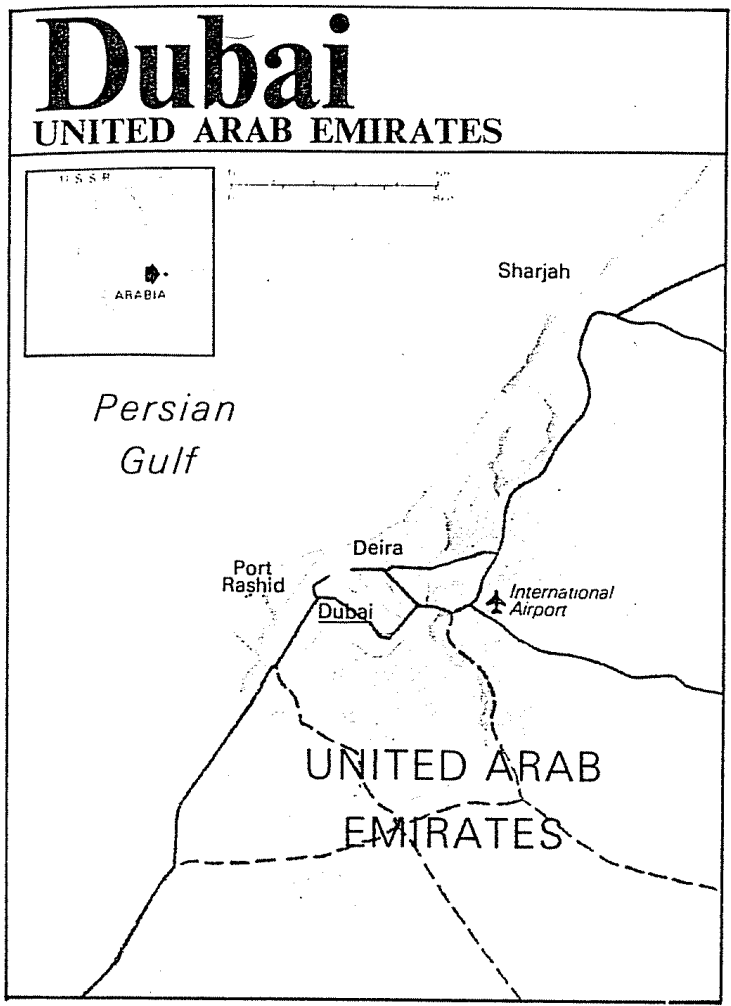 Dubai
UNITED ARAB EMIRATES
U S S R
ARABIA
Sharjah
Persian
Gulf
Deira
Port
Rashid
Dubai
International
Airport
UNITED ARAB
EMIRATES